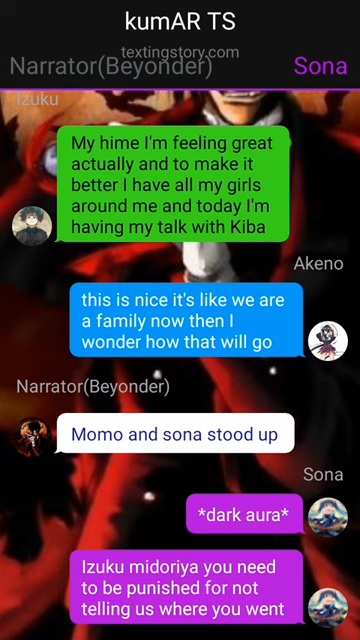 kumAR TS
textingstory.com
Narrator(Beyonder)
Sona
Izuku
My hime I'm feeling great
actually and to make it
better I have all my girls
around me and today I'm
having my talk with Kiba
Akeno
this is nice it's like we are
a family now then I
wonder how that will go
Narrator(Beyonder)
Momo and sona stood up
Sona
*dark aura*
Izuku midoriya you need
to be punished for not
telling us where you went